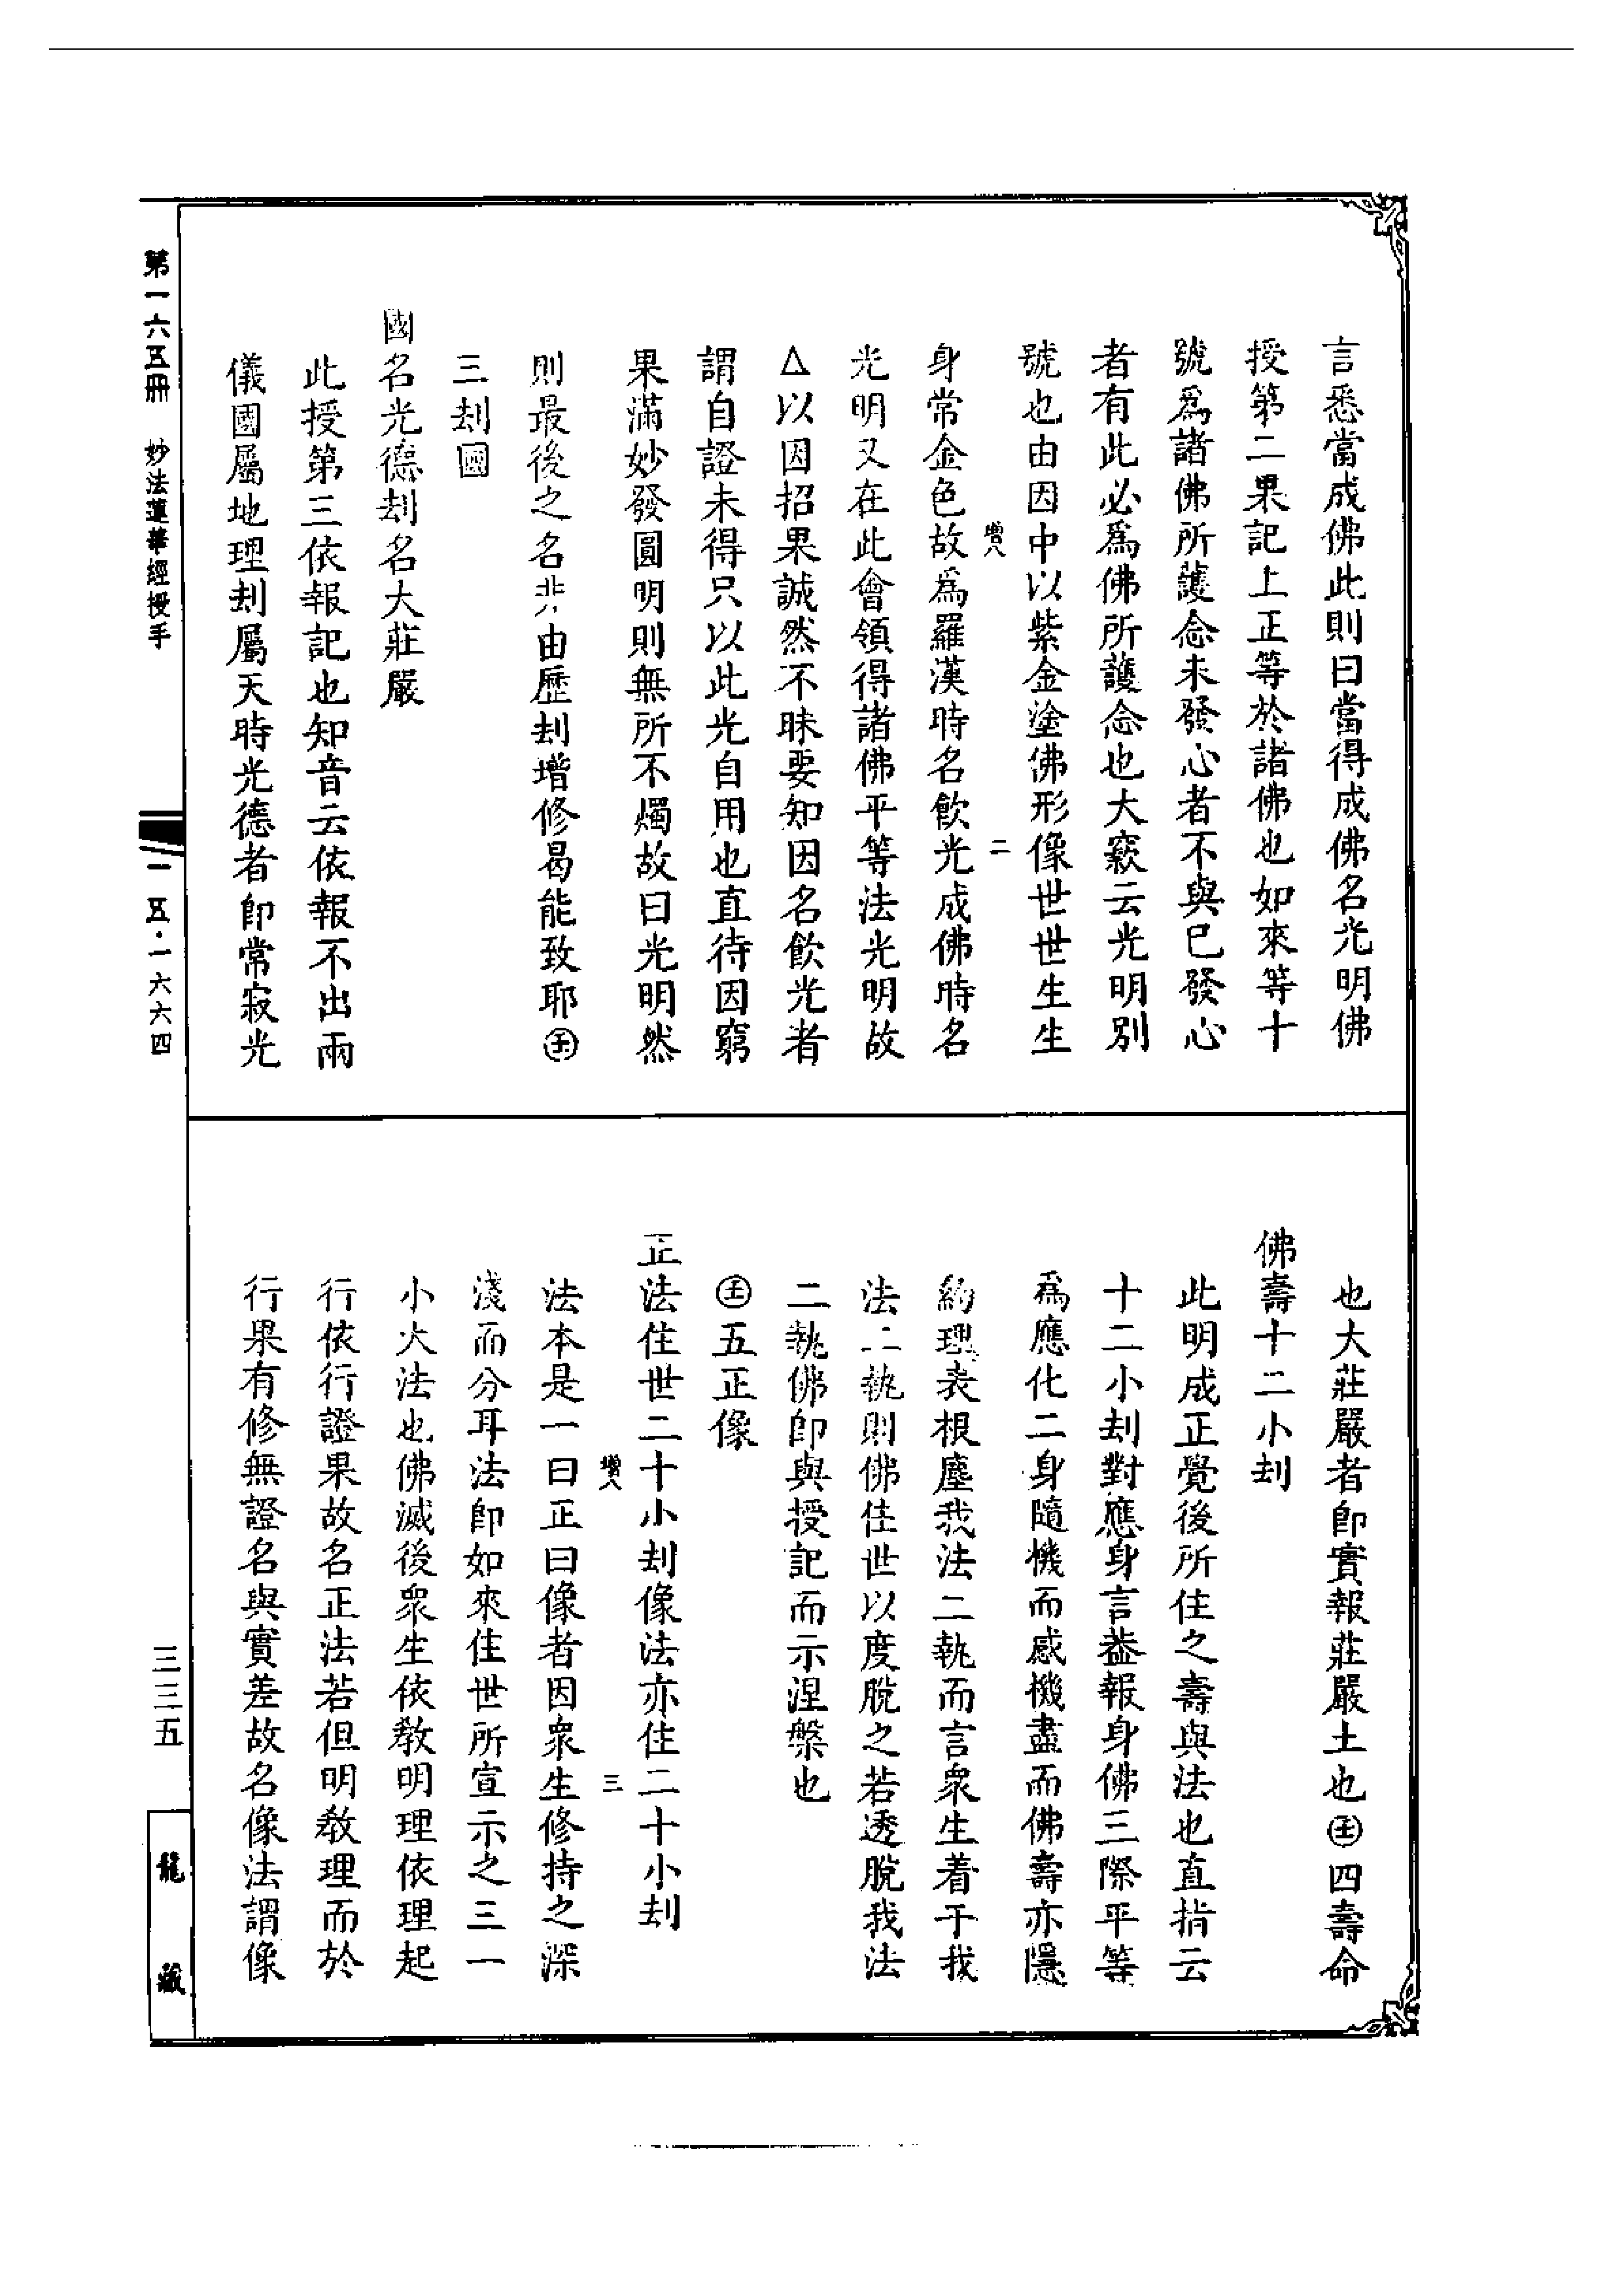 言悉當成佛此則曰當得成佛名光明佛
授第二果記上正等於諸佛也如來等十
號爲諸佛所護念未發心者不與已發心
者有此必爲佛所護念也大窾云光明別
號也由因中以紫金塗佛形像世世生生
增八 二
身常金色故爲羅漢時名飲光成佛時名
光明又在此會領得諸佛平等法光明故
△以因招果誠然不昧要知因名飲光者
謂自證未得只以此光自用也直待因窮
果滿妙發圓明則無所不燭故曰光明然
則最後之名非由歷刦增修曷能致耶㊉
三刦國
國名光德刦名大莊嚴
此授第三依報記也知音云依報不出兩
儀國屬地理刦屬天時光德者卽常寂光
也大莊嚴者卽實報莊嚴土也 四壽命
佛壽十二小刦
此明成正覺後所住之壽與法也直指云
十二小刦對應身言葢報身佛三際平等
爲應化二身隨機而感機盡而佛壽亦隱
約理表根塵我法二執而言衆生着于我
法二執則佛住世以度脫之若透脫我法
二執佛卽與授記而示涅槃也
五正像
正法住世二十小刦像法亦住二十小刦
增八 三
法本是一曰正曰像者因衆生修持之深
淺而分耳法卽如來住世所宣示之三一
小大法也佛滅後衆生依教明理依理起
行依行證果故名正法若但明教理而於
行果有修無證名與實差故名像法謂像
第一六五冊 妙法蓮華經授手
一五·一六六四
三三五
龍藏